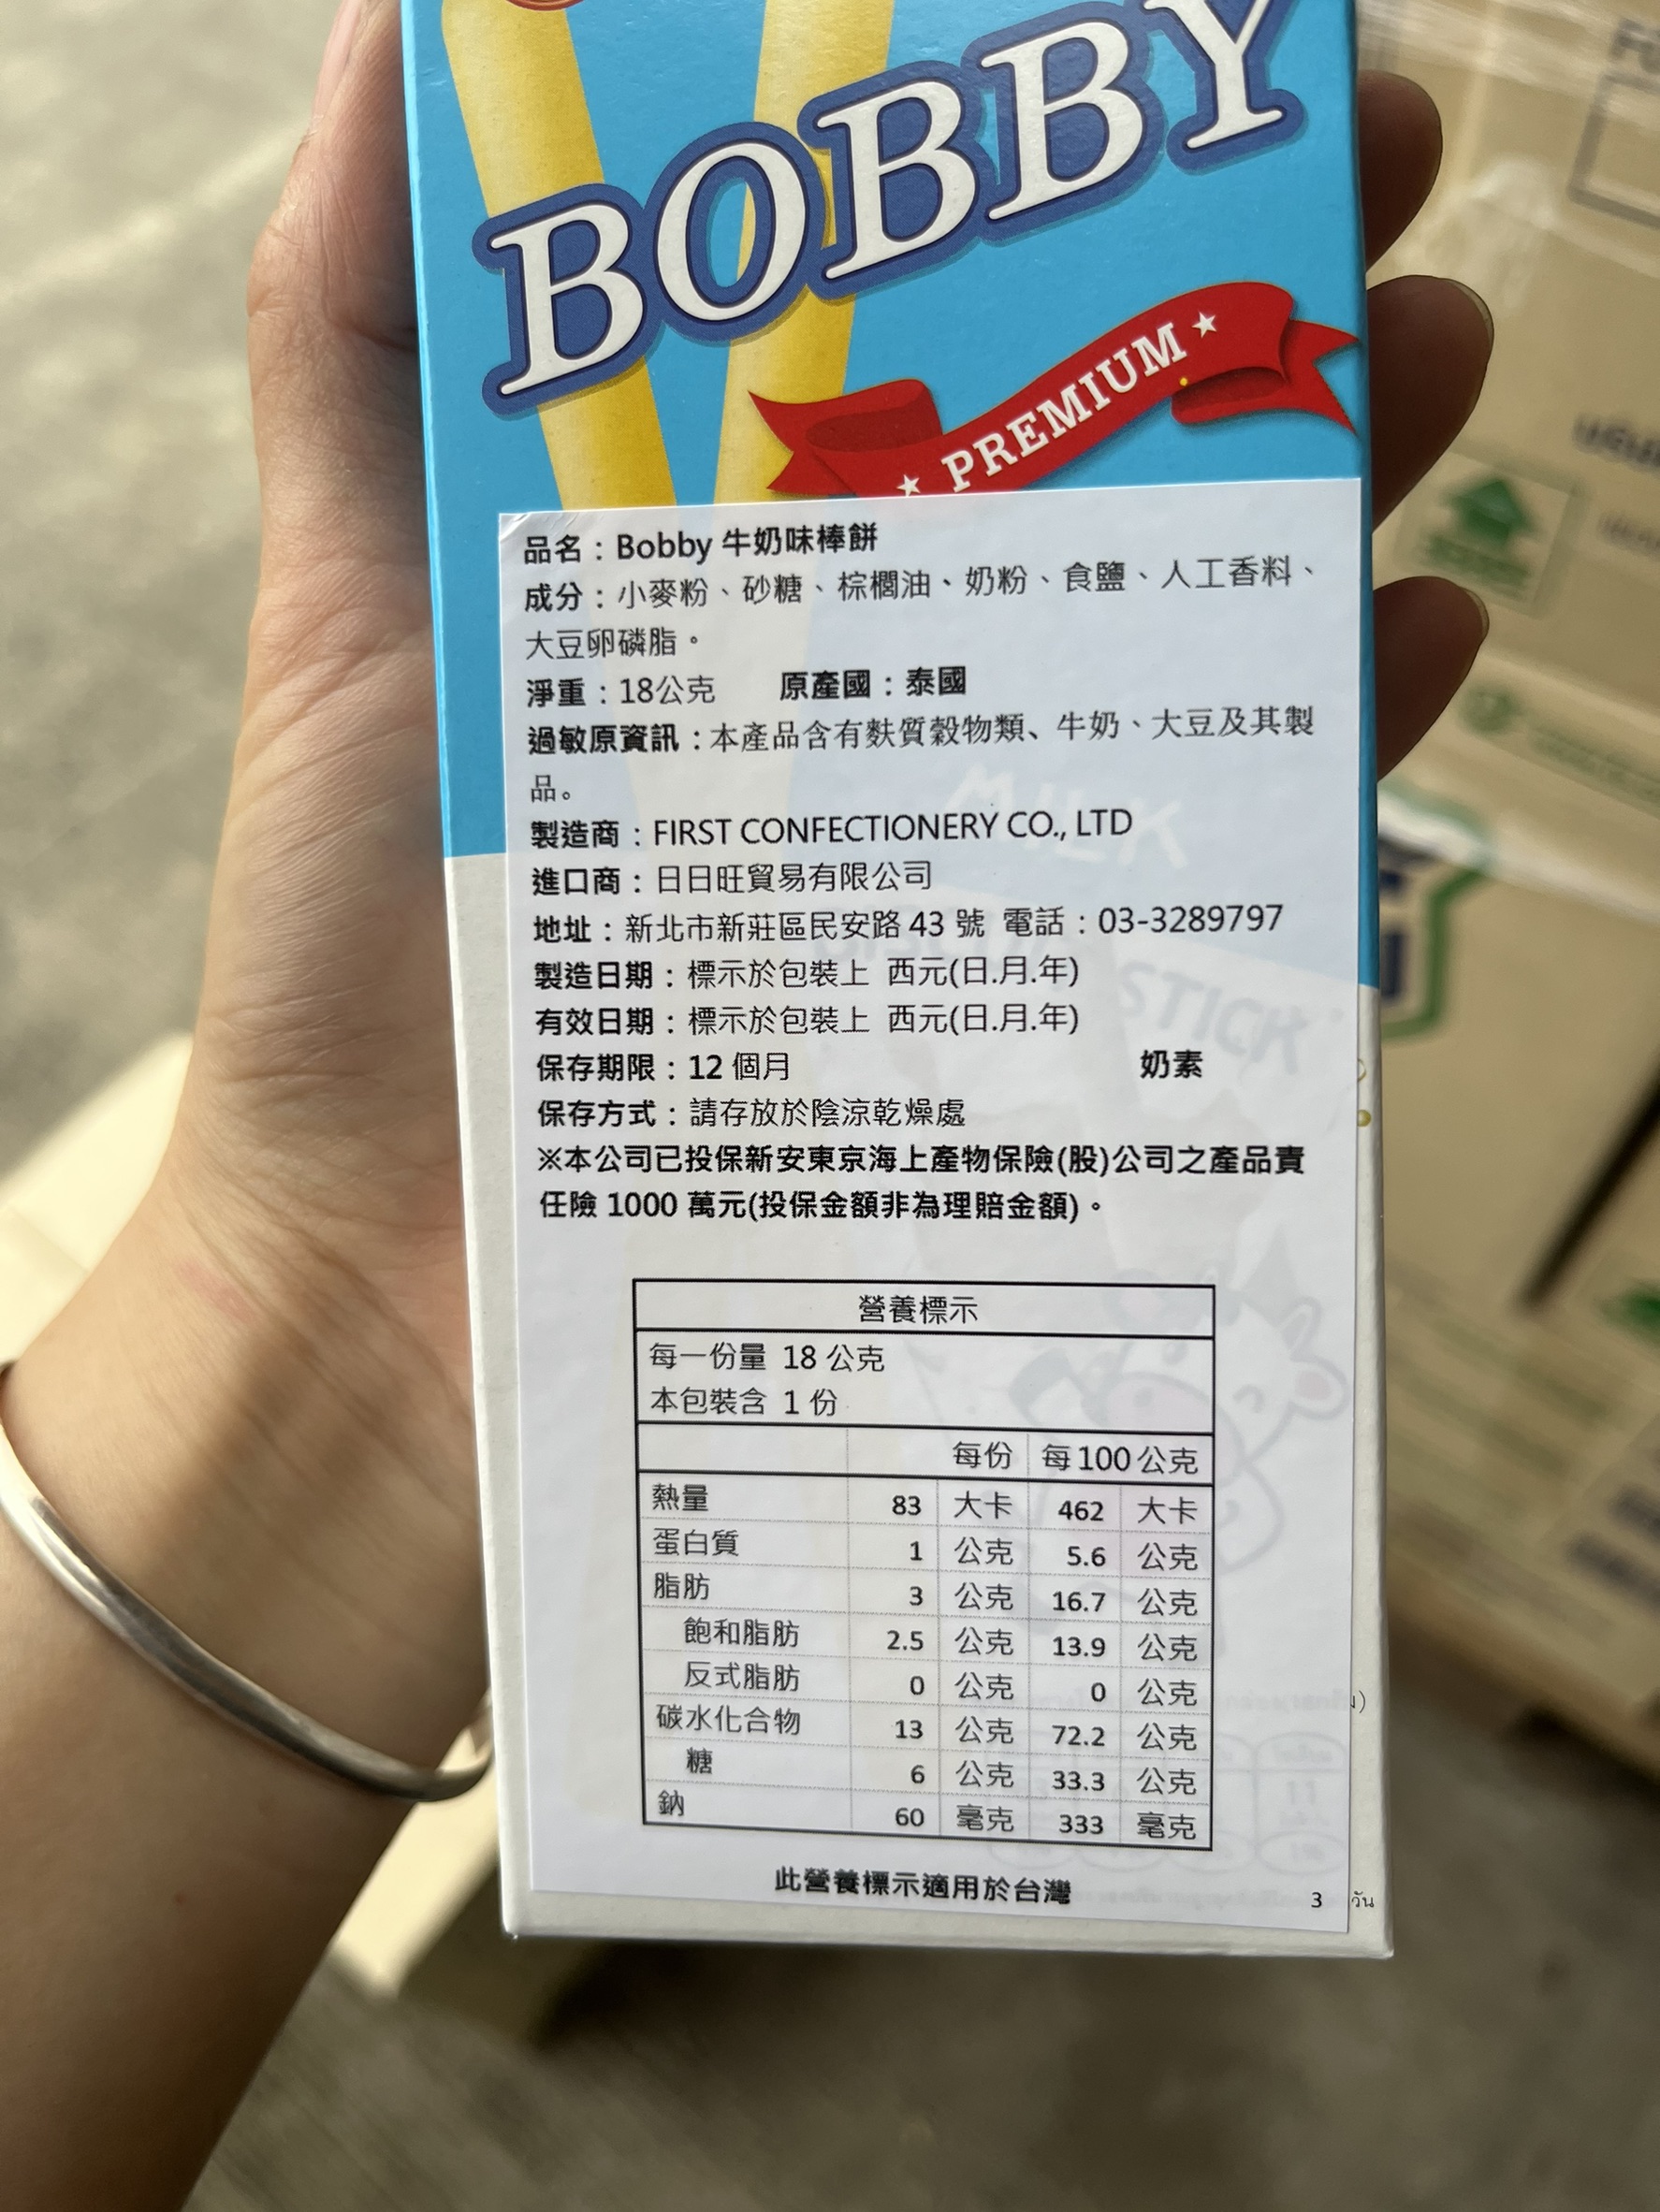 BOBBY
★ PREMIUM ★
品名：Bobby 牛奶味棒餅
成分：小麥粉、砂糖、棕櫚油、奶粉、食鹽、人工香料、
大豆卵磷脂。
淨重：18公克 原產國：泰國
過敏原資訊：本產品含有麩質穀物類、牛奶、大豆及其製
品。
MILK
製造商：FIRST CONFECTIONERY CO., LTD
進口商：日日旺貿易有限公司
地址：新北市新莊區民安路 43 號 電話：03-3289797
製造日期：標示於包裝上 西元(日.月.年)
STICK
有效日期：標示於包裝上 西元(日.月.年)
保存期限：12 個月 奶素
保存方式：請存放於陰涼乾燥處
※本公司已投保新安東京海上產物保險(股)公司之產品責
任險 1000 萬元(投保金額非為理賠金額)。
營養標示
每一份量 18 公克
本包裝含 1 份
每份 每 100 公克
熱量 83 大卡 462 大卡
蛋白質 1 公克 5.6 公克
脂肪 3 公克 16.7 公克
飽和脂肪 2.5 公克 13.9 公克
反式脂肪 0 公克 0 公克
碳水化合物 13 公克 72.2 公克
糖 6 公克 33.3 公克
鈉 60 毫克 333 毫克
此營養標示適用於台灣
3
วัน